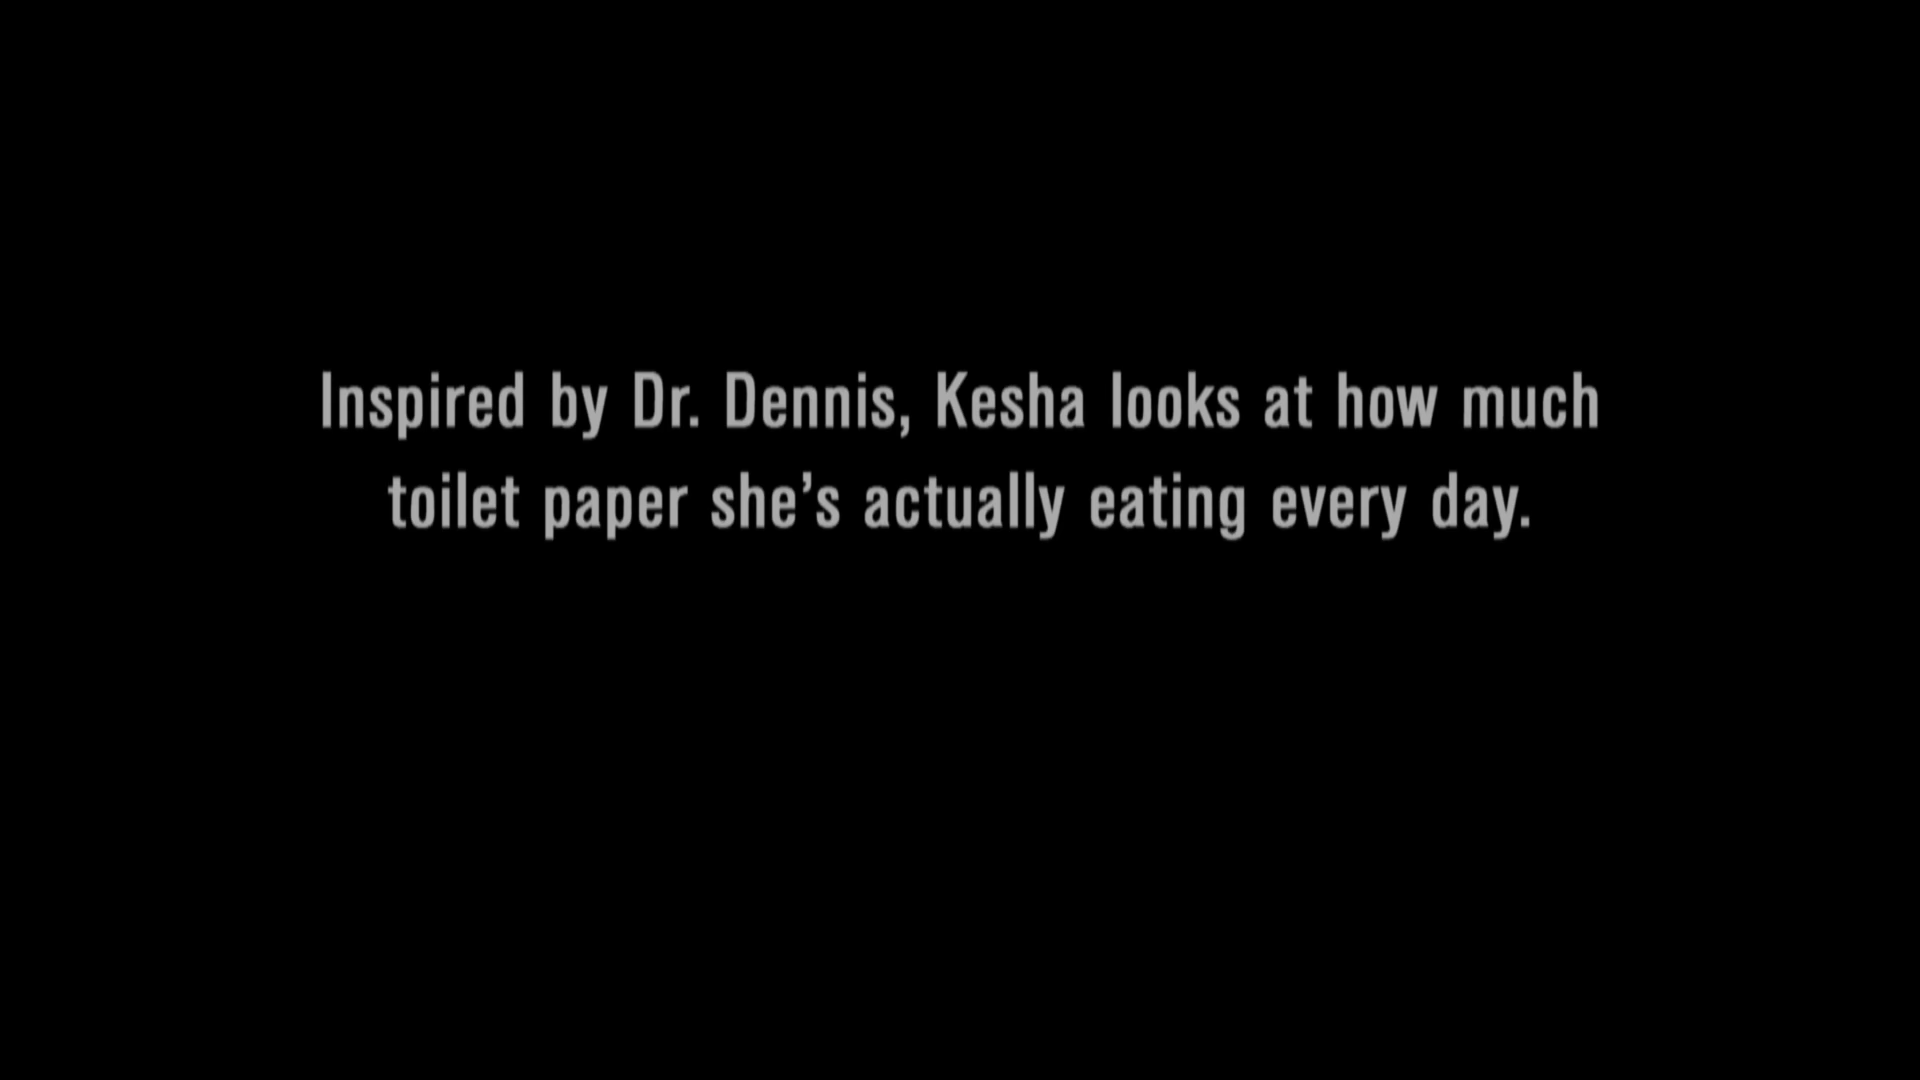 Inspired by Dr. Dennis, Kesha looks at how much
toilet paper she’s actually eating every day.